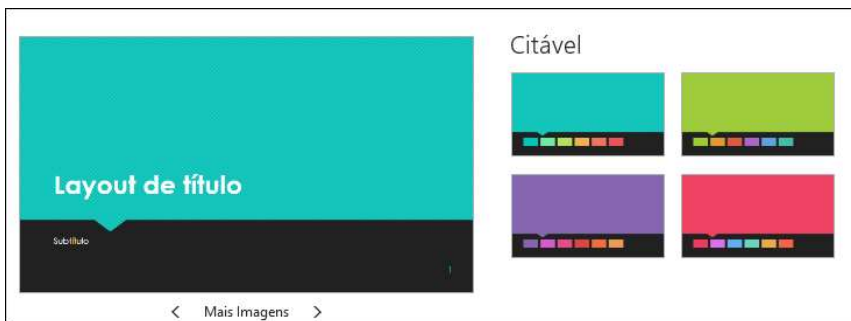 Citável
Layout de título
Subtítulo
1
Mais Imagens